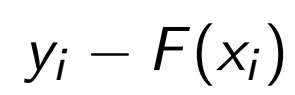 $y_i - F(x_i)$